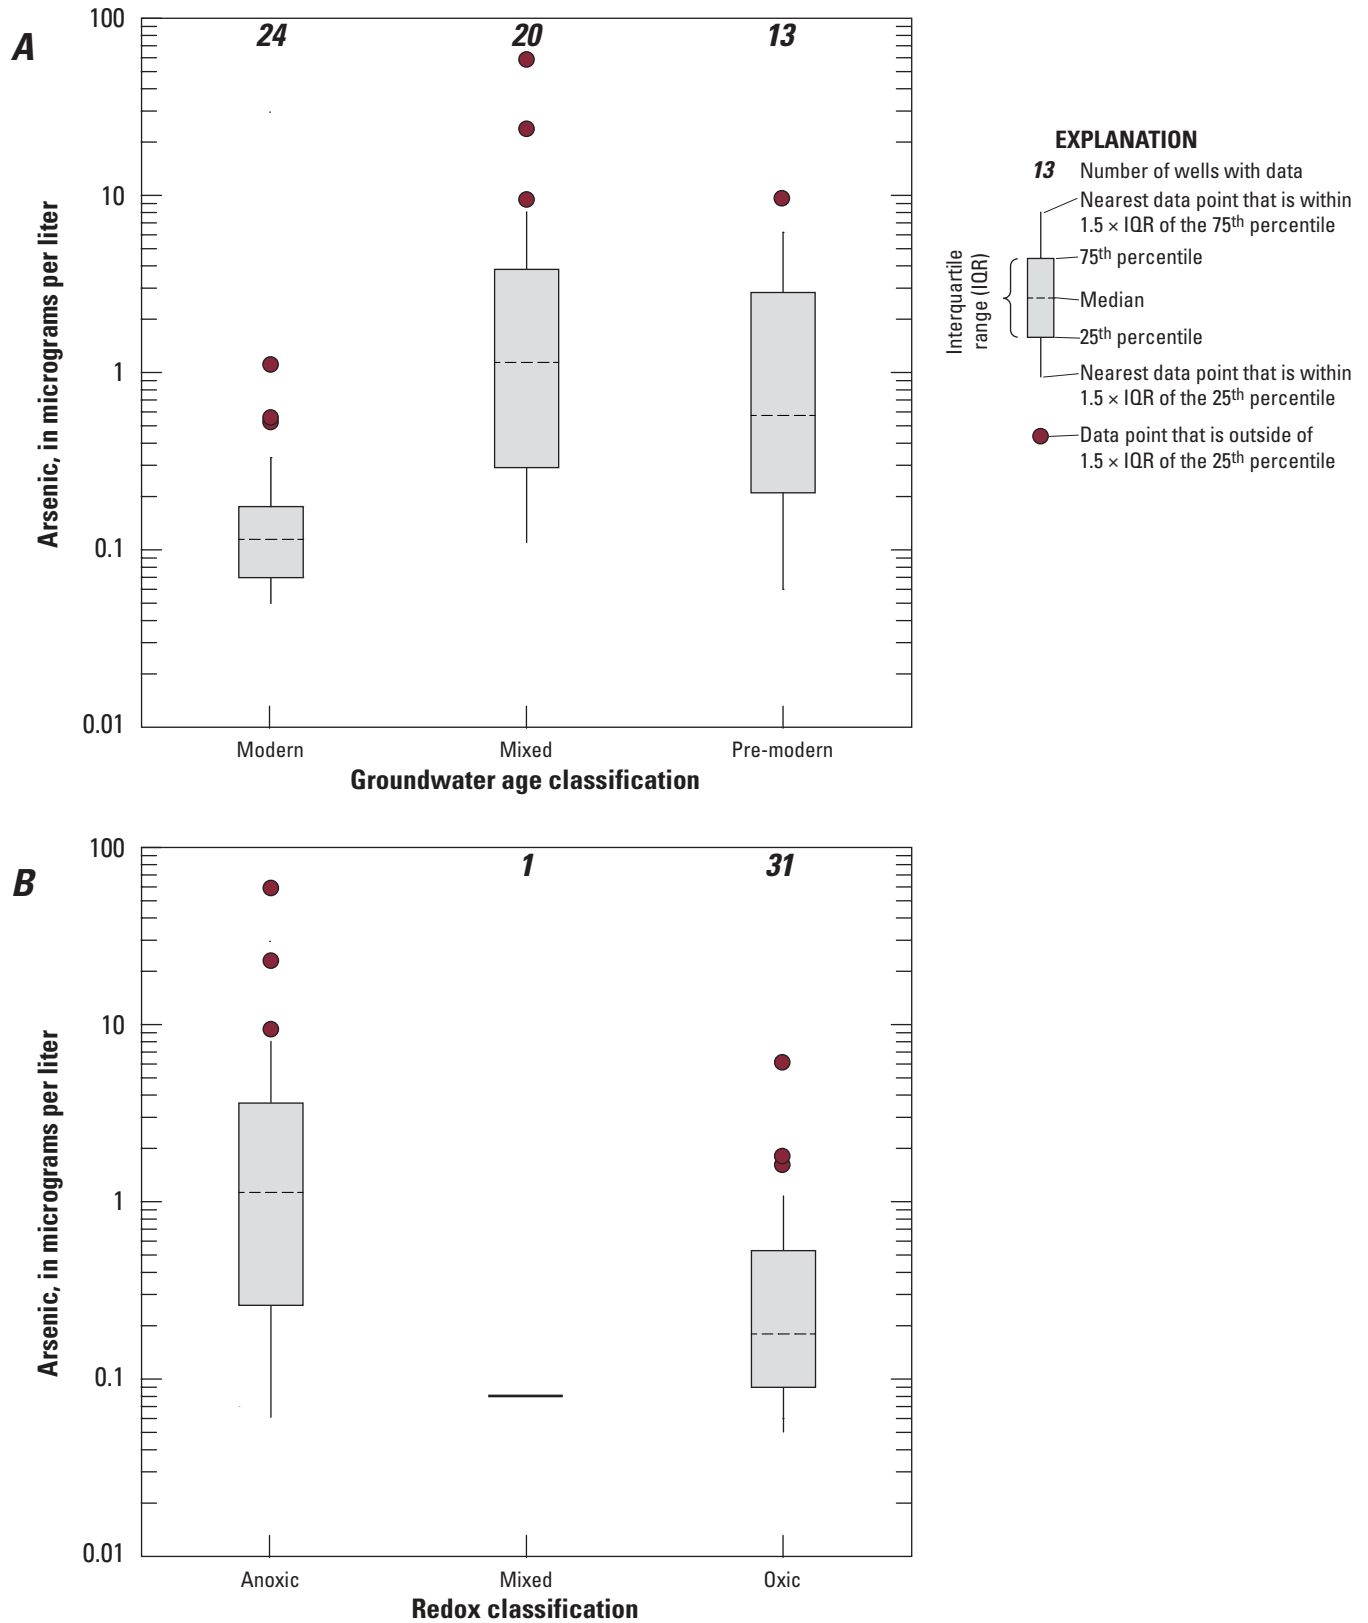 A
100
10
1
0.1
0.01
Arsenic, in micrograms per liter
24
20
13
Modern
Mixed
Pre-modern
Groundwater age classification
EXPLANATION
13 Number of wells with data
Nearest data point that is within
1.5 × IQR of the 75th percentile
75th percentile
Median
25th percentile
Interquartile
range (IQR)
Nearest data point that is within
1.5 × IQR of the 25th percentile
Data point that is outside of
1.5 × IQR of the 25th percentile
B
100
10
1
0.1
0.01
Arsenic, in micrograms per liter
1
31
Anoxic
Mixed
Oxic
Redox classification